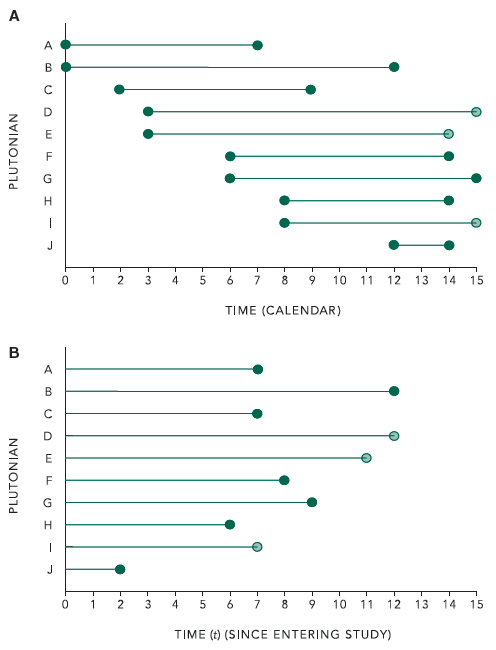 A
A
B
C
D
E
F
G
H
I
J
PLUTONIAN
0 1 2 3 4 5 6 7 8 9 10 11 12 13 14 15
TIME (CALENDAR)
B
A
B
C
D
E
F
G
H
I
J
PLUTONIAN
0 1 2 3 4 5 6 7 8 9 10 11 12 13 14 15
TIME (t) (SINCE ENTERING STUDY)